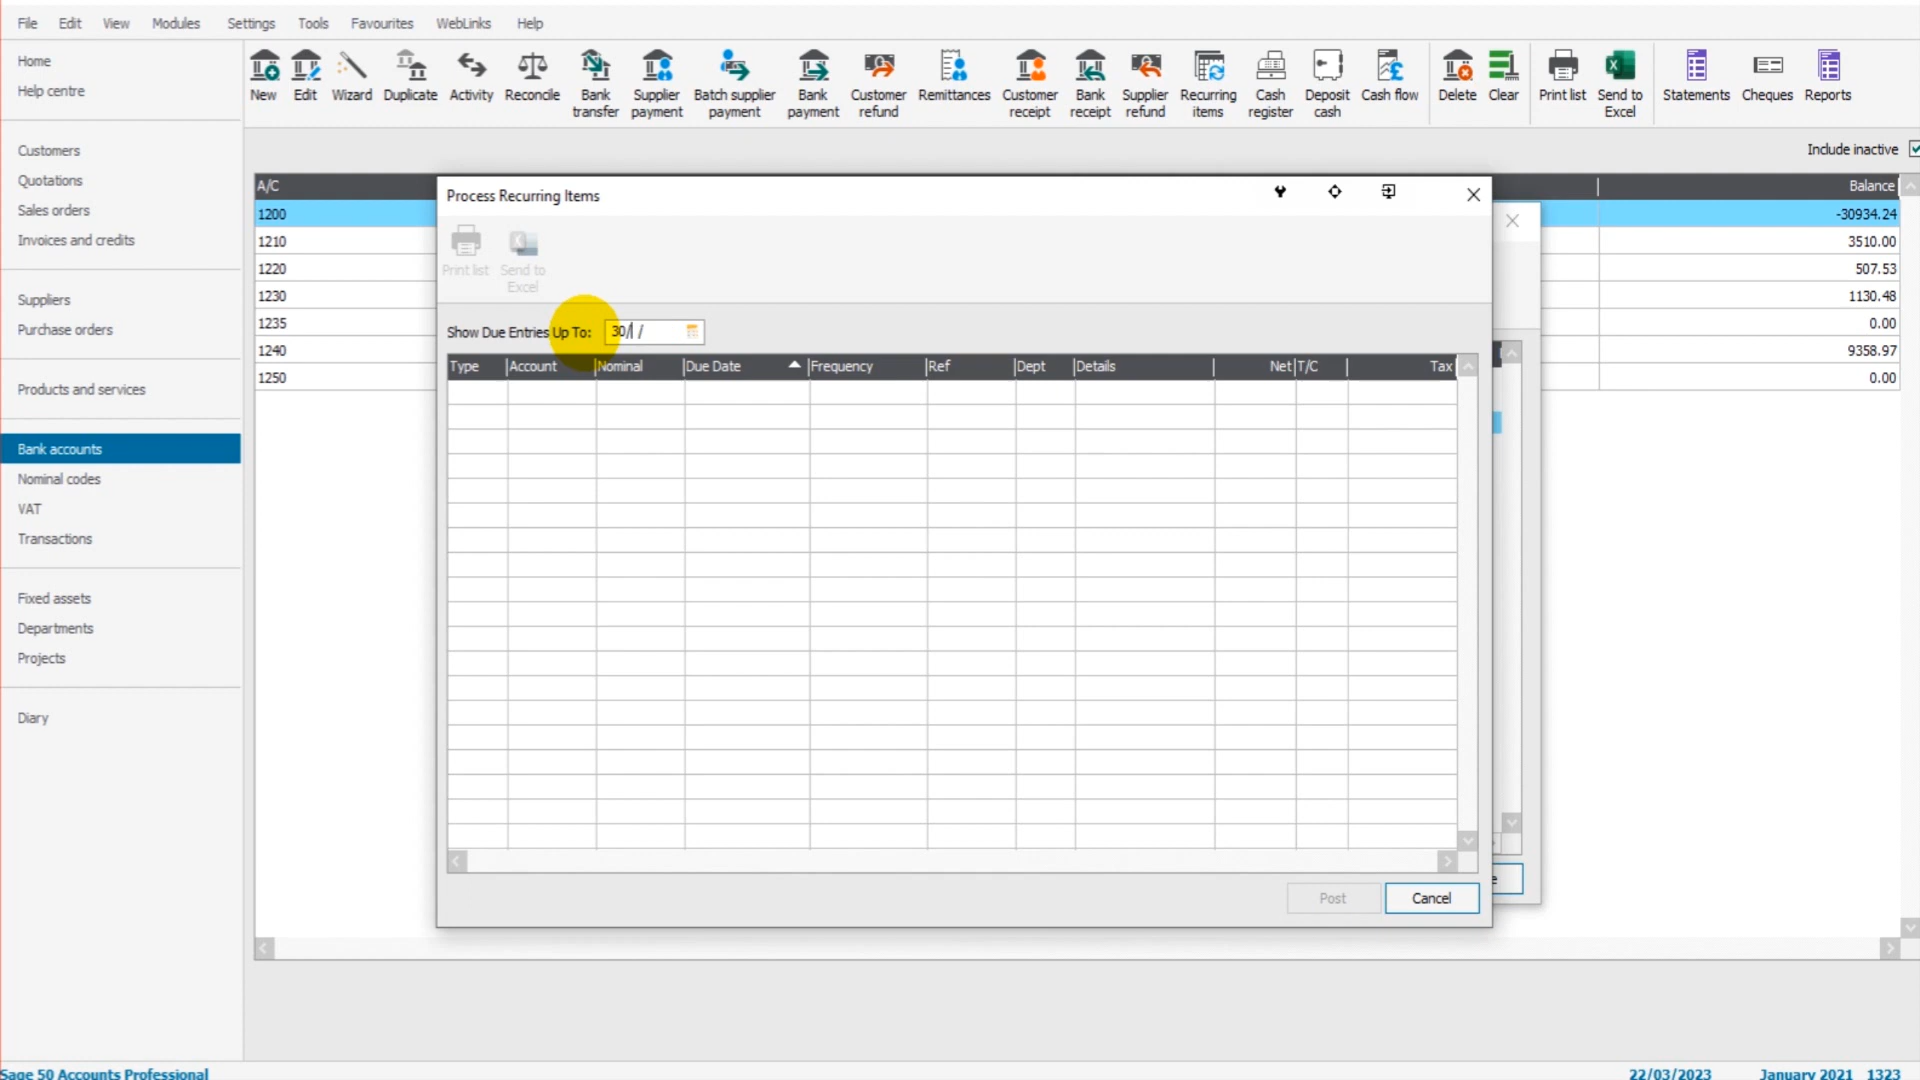 File Edit View Modules Settings Tools Favourites WebLinks Help
Home
Help centre
Customers
Quotations
Sales orders
Invoices and credits
Suppliers
Purchase orders
Products and services
Bank accounts
Nominal codes
VAT
Transactions
Fixed assets
Departments
Projects
Diary
New Edit Wizard Duplicate Activity Reconcile Bank transfer Supplier payment Batch supplier payment Bank payment Customer refund Remittances Customer receipt Bank receipt Supplier refund Recurring items Cash register Deposit cash Cash flow Delete Clear Print list Send to Excel Statements Cheques Reports
Include inactive
A/C Balance
1200 -30934.24
1210 3510.00
1220 507.53
1230 1130.48
1235 0.00
1240 9358.97
1250 0.00
Process Recurring Items
Print list Send to Excel
Show Due Entries Up To: 30/ /
Type Account Nominal Due Date Frequency Ref Dept Details Net T/C Tax
Post Cancel
Sage 50 Accounts Professional 22/03/2023 January 2021 1323